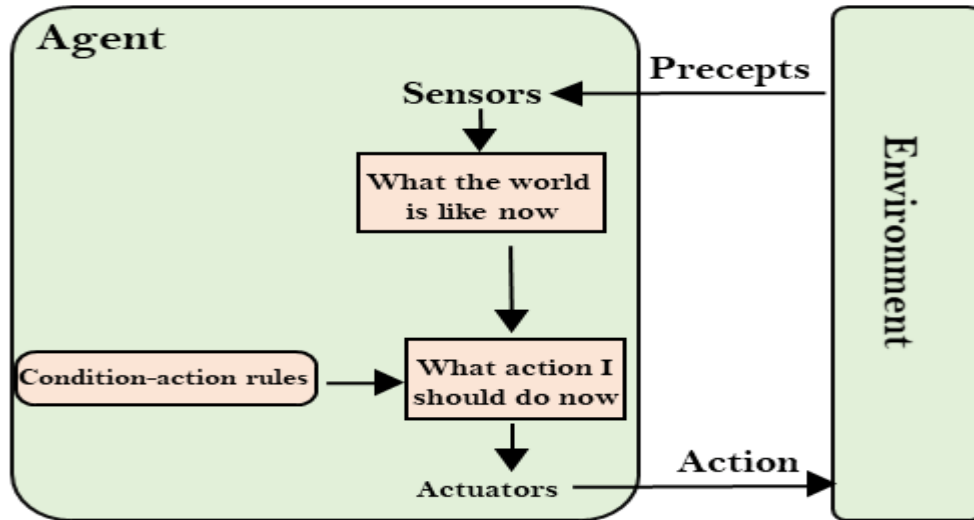 Agent
Precepts
Sensors
What the world
is like now
Environment
Condition-action rules
What action I
should do now
Action
Actuators